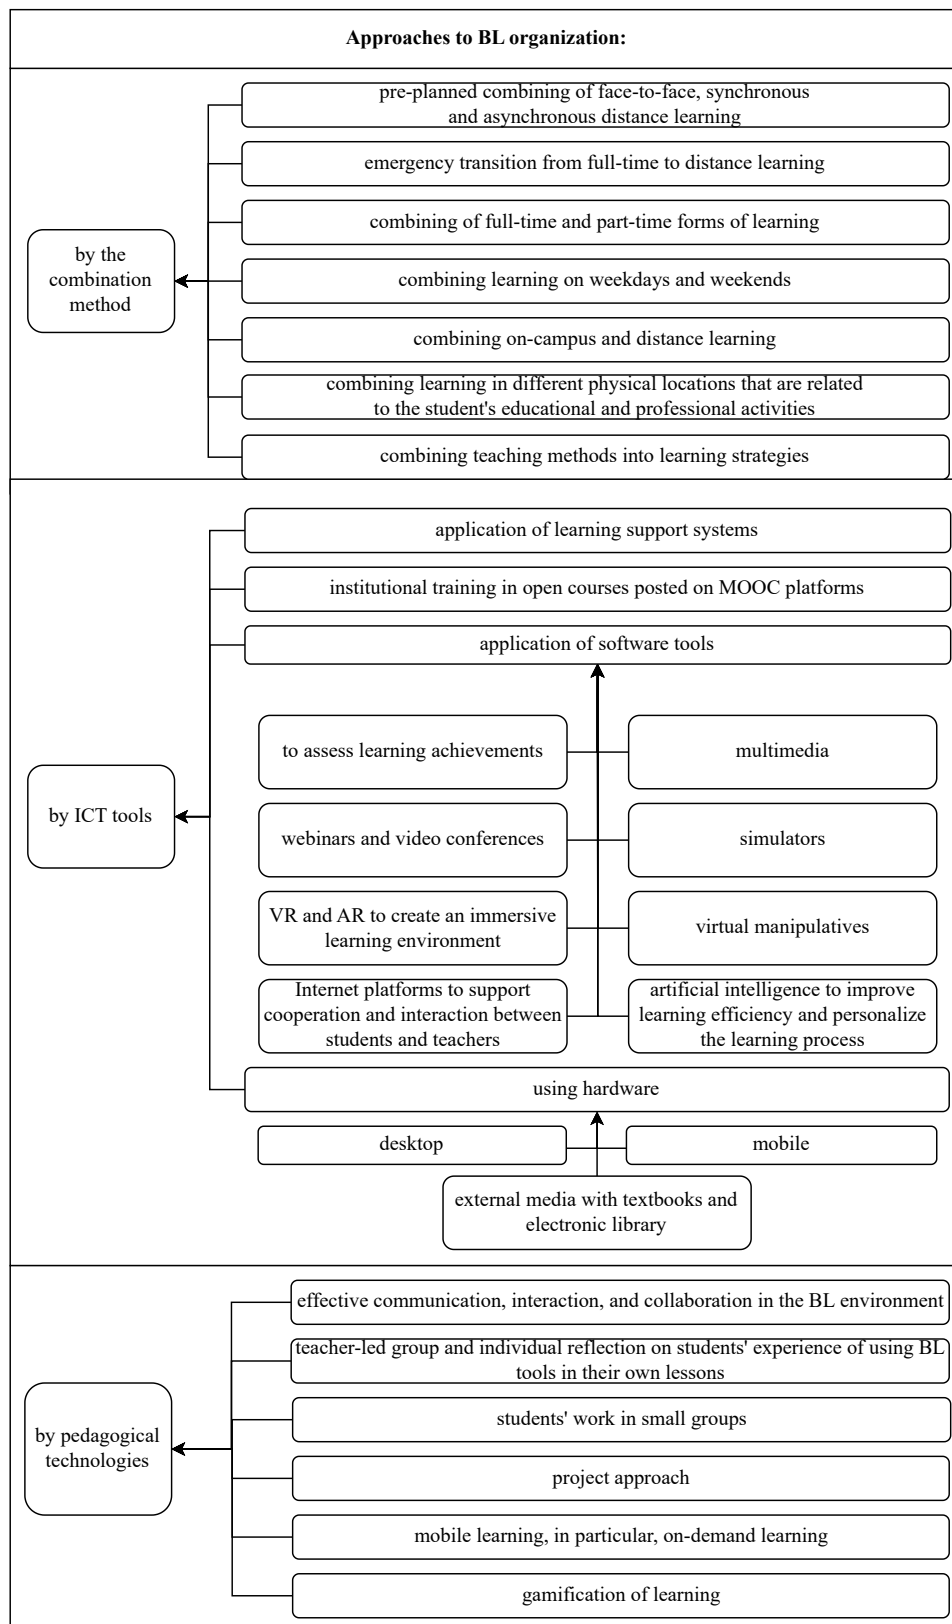 Approaches to BL organization:
by the
combination
method
pre-planned combining of face-to-face, synchronous
and asynchronous distance learning
emergency transition from full-time to distance learning
combining of full-time and part-time forms of learning
combining learning on weekdays and weekends
combining on-campus and distance learning
combining learning in different physical locations that are related
to the student's educational and professional activities
combining teaching methods into learning strategies
by ICT tools
application of learning support systems
institutional training in open courses posted on MOOC platforms
application of software tools
to assess learning achievements
multimedia
webinars and video conferences
simulators
VR and AR to create an immersive
learning environment
virtual manipulatives
Internet platforms to support
cooperation and interaction between
students and teachers
artificial intelligence to improve
learning efficiency and personalize
the learning process
using hardware
desktop
mobile
external media with textbooks and
electronic library
by pedagogical
technologies
effective communication, interaction, and collaboration in the BL environment
teacher-led group and individual reflection on students' experience of using BL
tools in their own lessons
students' work in small groups
project approach
mobile learning, in particular, on-demand learning
gamification of learning